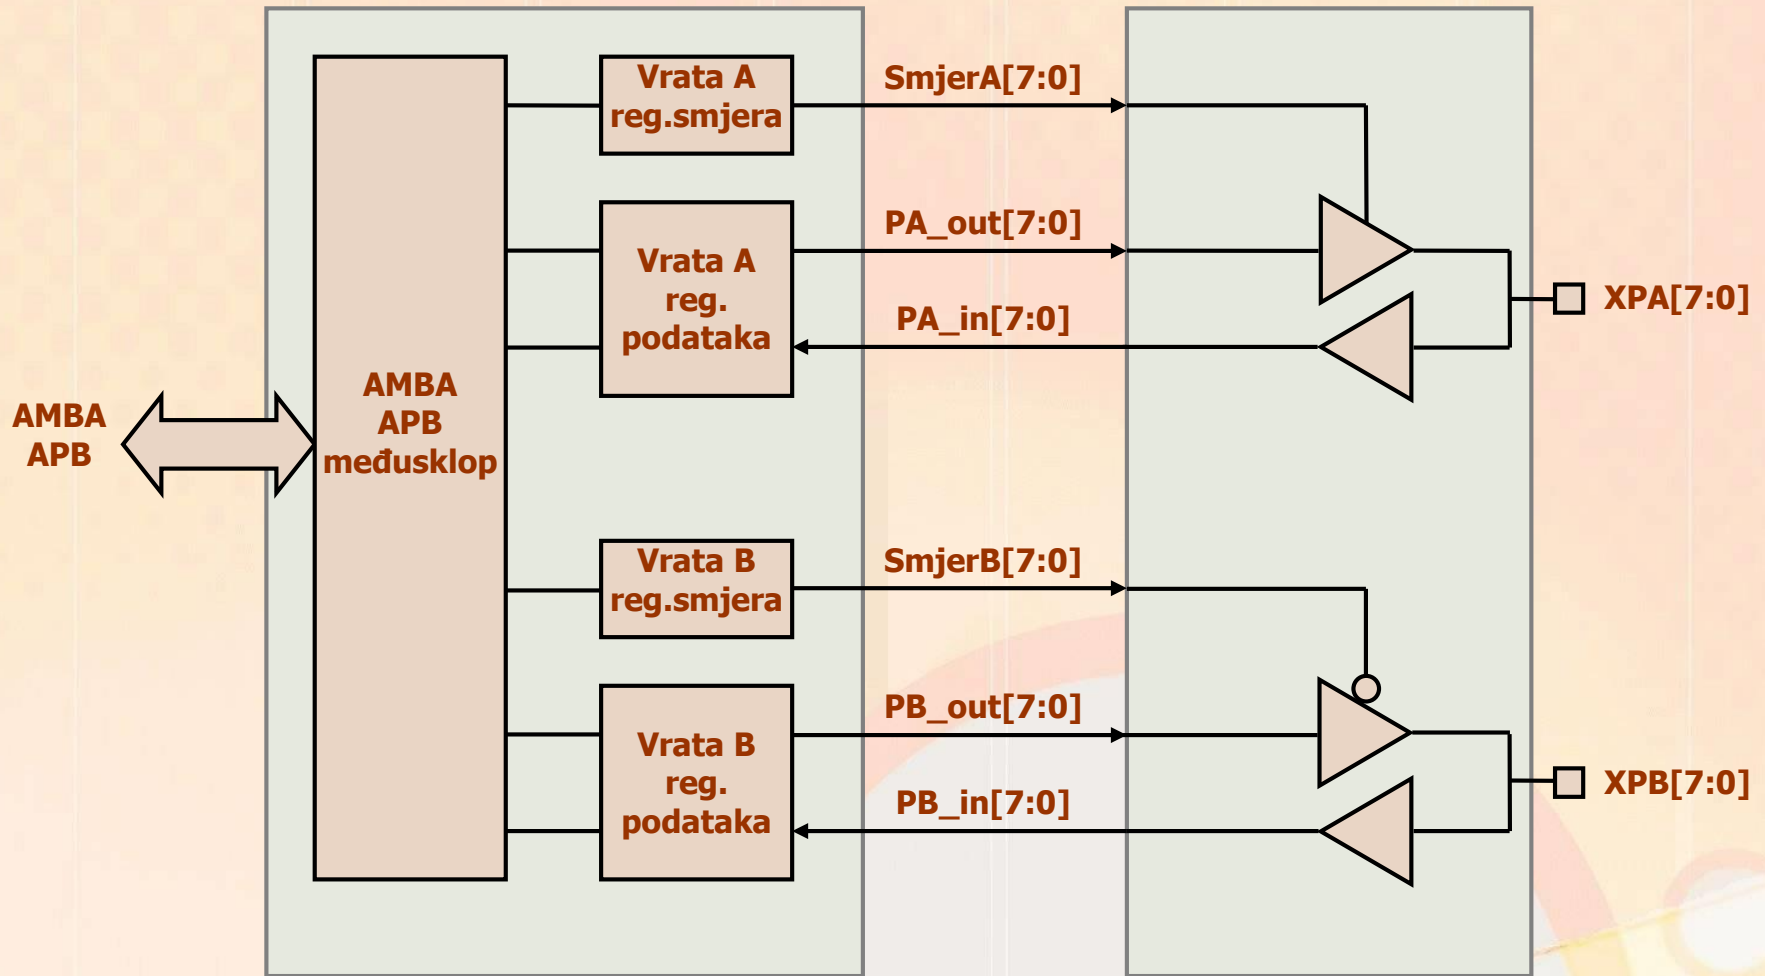 Vrata A
reg.smjera
SmjerA[7:0]
Vrata A
reg.
podataka
PA_out[7:0]
PA_in[7:0]
XPA[7:0]
AMBA
APB
AMBA
APB
međusklop
Vrata B
reg.smjera
SmjerB[7:0]
Vrata B
reg.
podataka
PB_out[7:0]
PB_in[7:0]
XPB[7:0]